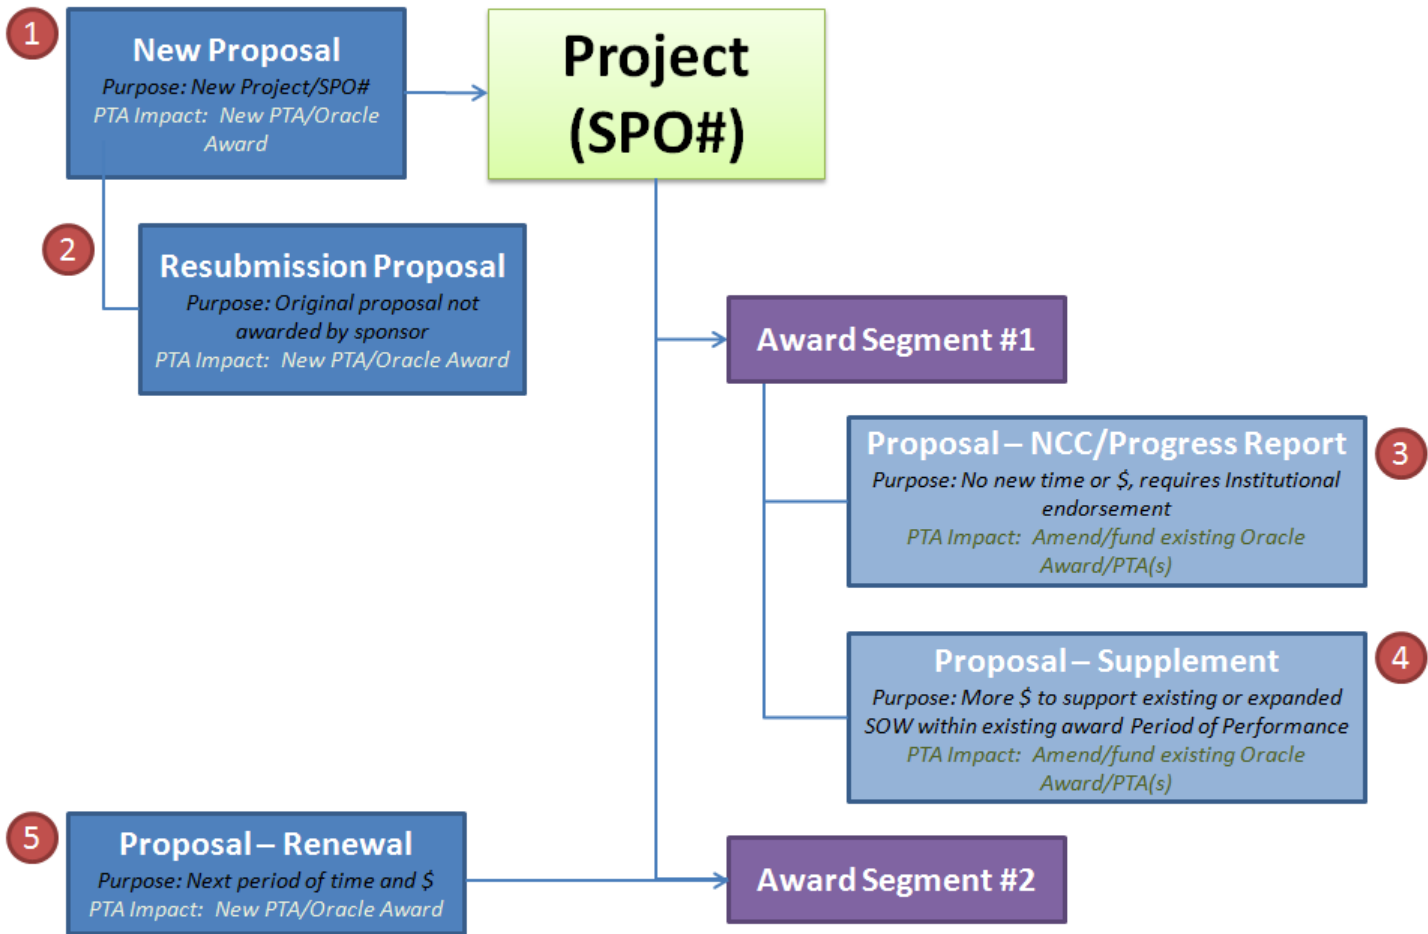 1
New Proposal
Purpose: New Project/SPO#
PTA Impact:  New PTA/Oracle
Award
Project
(SPO#)
2
Resubmission Proposal
Purpose: Original proposal not
awarded by sponsor
PTA Impact:  New PTA/Oracle Award
Award Segment #1
Proposal – NCC/Progress Report
Purpose: No new time or $, requires Institutional
endorsement
PTA Impact:  Amend/fund existing Oracle
Award/PTA(s)
3
Proposal – Supplement
Purpose: More $ to support existing or expanded
SOW within existing award  Period of Performance
PTA Impact:  Amend/fund existing Oracle
Award/PTA(s)
4
5
Proposal – Renewal
Purpose: Next period of time and $
PTA Impact:  New PTA/Oracle Award
Award Segment #2